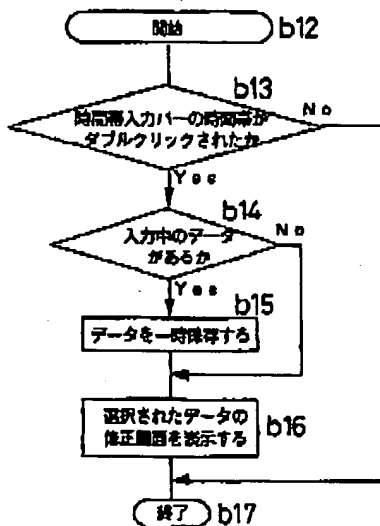 開始 b12
b13
時間帯入力バーの時間帯が No
ダブルクリックされたか
Yes
b14
入力中のデータ No
があるか
Yes
b15
データを一時保存する
選択されたデータの
修正画面を表示する b16
終了 b17